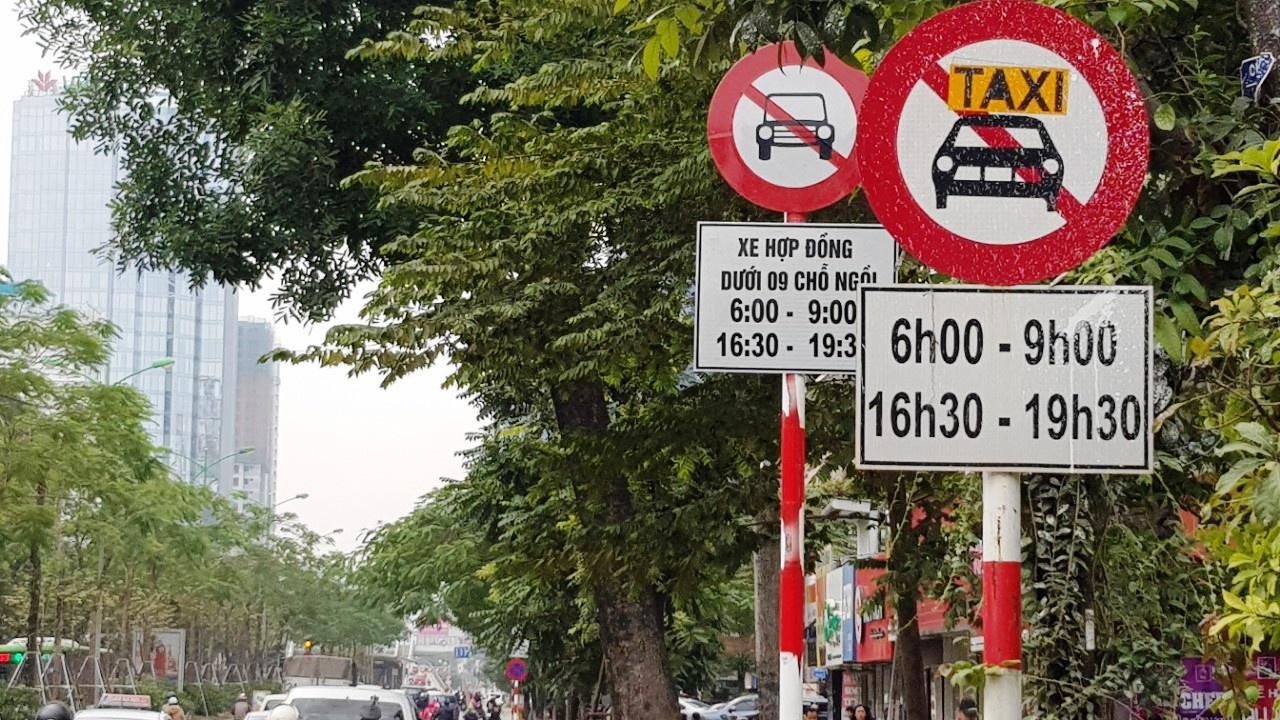 TAXI
XE HỢP ĐỒNG
DƯỚI 09 CHỖ NGỒI
6:00 - 9:00
16:30 - 19:3
6h00 - 9h00
16h30 - 19h30